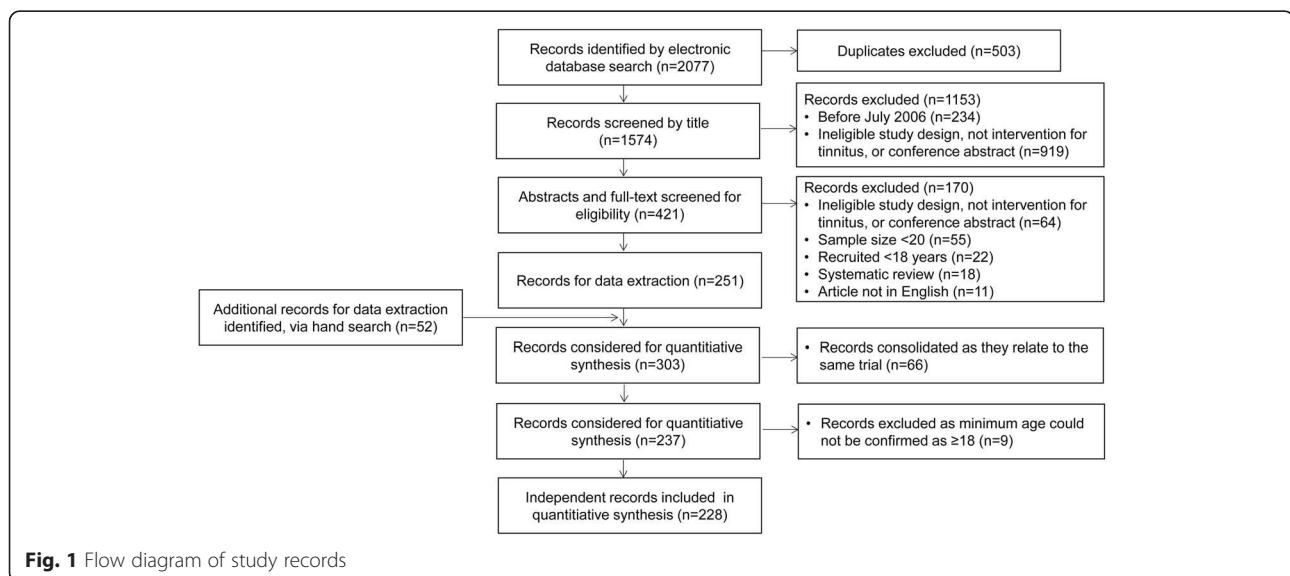 Records identified by electronic
database search (n=2077)
Duplicates excluded (n=503)
Records screened by title
(n=1574)
Records excluded (n=1153)
• Before July 2006 (n=234)
• Ineligible study design, not intervention for
tinnitus, or conference abstract (n=919)
Abstracts and full-text screened for
eligibility (n=421)
Records excluded (n=170)
• Ineligible study design, not intervention for
tinnitus, or conference abstract (n=64)
• Sample size <20 (n=55)
• Recruited <18 years (n=22)
• Systematic review (n=18)
• Article not in English (n=11)
Records for data extraction (n=251)
Additional records for data extraction
identified, via hand search (n=52)
Records considered for quantitative
synthesis (n=303)
• Records consolidated as they relate to the
same trial (n=66)
Records considered for quantitative
synthesis (n=237)
• Records excluded as minimum age could
not be confirmed as ≥18 (n=9)
Independent records included in
quantitative synthesis (n=228)
Fig. 1 Flow diagram of study records